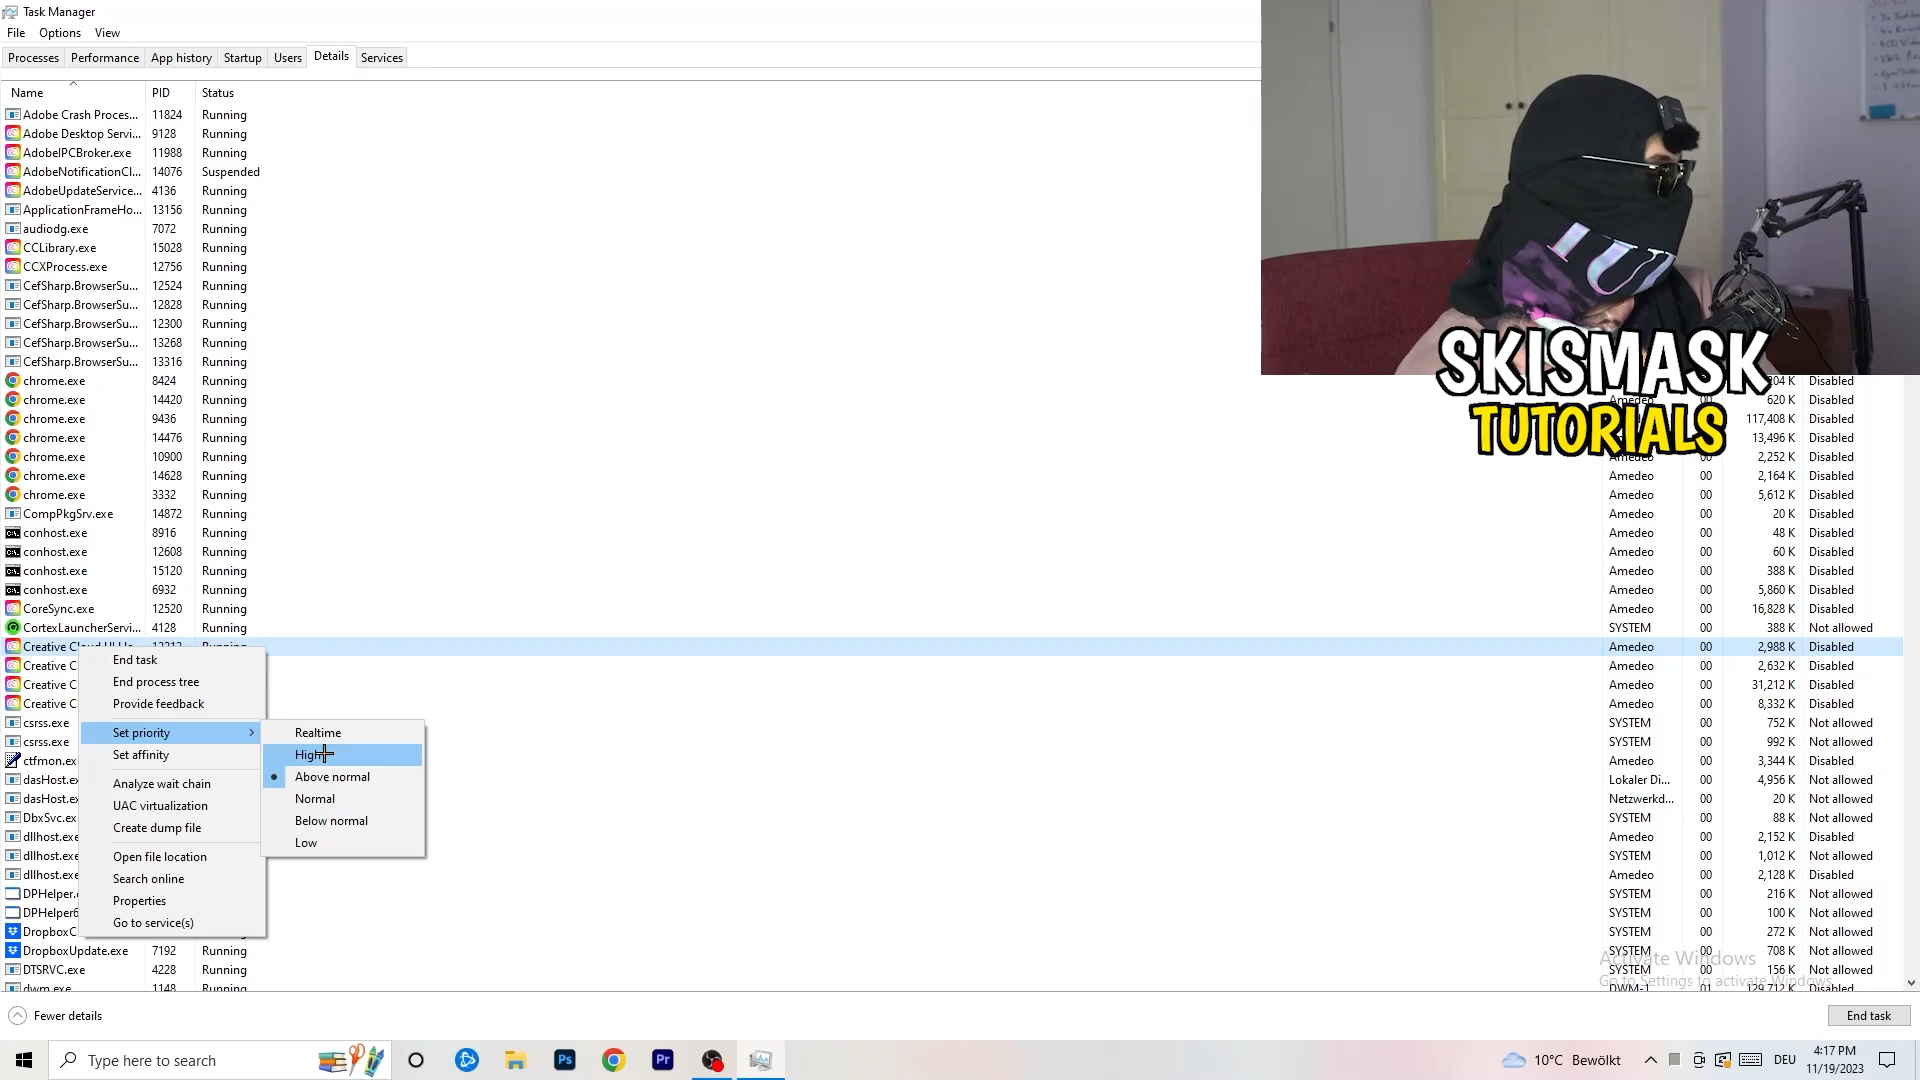 Task Manager
File Options View
Processes Performance App history Startup Users Details Services
Name PID Status
Adobe Crash Proces... 11824 Running
Adobe Desktop Servi... 9128 Running
AdobeIPCBroker.exe 11988 Running
AdobeNotificationCl... 14076 Suspended
AdobeUpdateService... 4136 Running
ApplicationFrameHo... 13156 Running
audiodg.exe 7072 Running
CCLibrary.exe 15028 Running
CCXProcess.exe 12756 Running
CefSharp.BrowserSu... 12524 Running
CefSharp.BrowserSu... 12828 Running
CefSharp.BrowserSu... 12300 Running
CefSharp.BrowserSu... 13268 Running
CefSharp.BrowserSu... 13316 Running
SKISMASK
TUTORIALS
chrome.exe 8424 Running 204 K Disabled
chrome.exe 14420 Running Amedeo 00 620 K Disabled
chrome.exe 9436 Running 117,408 K Disabled
chrome.exe 14476 Running 13,496 K Disabled
chrome.exe 10900 Running Amedeo 00 2,252 K Disabled
chrome.exe 14628 Running Amedeo 00 2,164 K Disabled
chrome.exe 3332 Running Amedeo 00 5,612 K Disabled
CompPkgSrv.exe 14872 Running Amedeo 00 20 K Disabled
conhost.exe 8916 Running Amedeo 00 48 K Disabled
conhost.exe 12608 Running Amedeo 00 60 K Disabled
conhost.exe 15120 Running Amedeo 00 388 K Disabled
conhost.exe 6932 Running Amedeo 00 5,860 K Disabled
CoreSync.exe 12520 Running Amedeo 00 16,828 K Disabled
CortexLauncherServi... 4128 Running SYSTEM 00 388 K Not allowed
Creative Cloud UI He... 13212 Running Amedeo 00 2,988 K Disabled
Creative C Amedeo 00 2,632 K Disabled
Creative C Amedeo 00 31,212 K Disabled
Creative C Amedeo 00 8,332 K Disabled
csrss.exe SYSTEM 00 752 K Not allowed
csrss.exe SYSTEM 00 992 K Not allowed
ctfmon.ex Amedeo 00 3,344 K Disabled
dasHost.ex Lokaler Di... 00 4,956 K Not allowed
dasHost.ex Netzwerkd... 00 20 K Not allowed
DbxSvc.ex SYSTEM 00 88 K Not allowed
dllhost.exe Amedeo 00 2,152 K Disabled
dllhost.exe SYSTEM 00 1,012 K Not allowed
dllhost.exe Amedeo 00 2,128 K Disabled
DPHelper. SYSTEM 00 216 K Not allowed
DPHelper6 SYSTEM 00 100 K Not allowed
DropboxC SYSTEM 00 272 K Not allowed
DropboxUpdate.exe 7192 Running SYSTEM 00 708 K Not allowed
DTSRVC.exe 4228 Running SYSTEM 00 156 K Not allowed
dwm.exe 1148 Running DWM-1 01 129,712 K Disabled
End task
End process tree
Provide feedback
Set priority
Set affinity
Analyze wait chain
UAC virtualization
Create dump file
Open file location
Search online
Properties
Go to service(s)
Realtime
High
Above normal
Normal
Below normal
Low
Activate Windows
Go to Settings to activate Windows.
Fewer details End task
Type here to search Ps Pr 10°C Bewölkt DEU 4:17 PM
11/19/2023